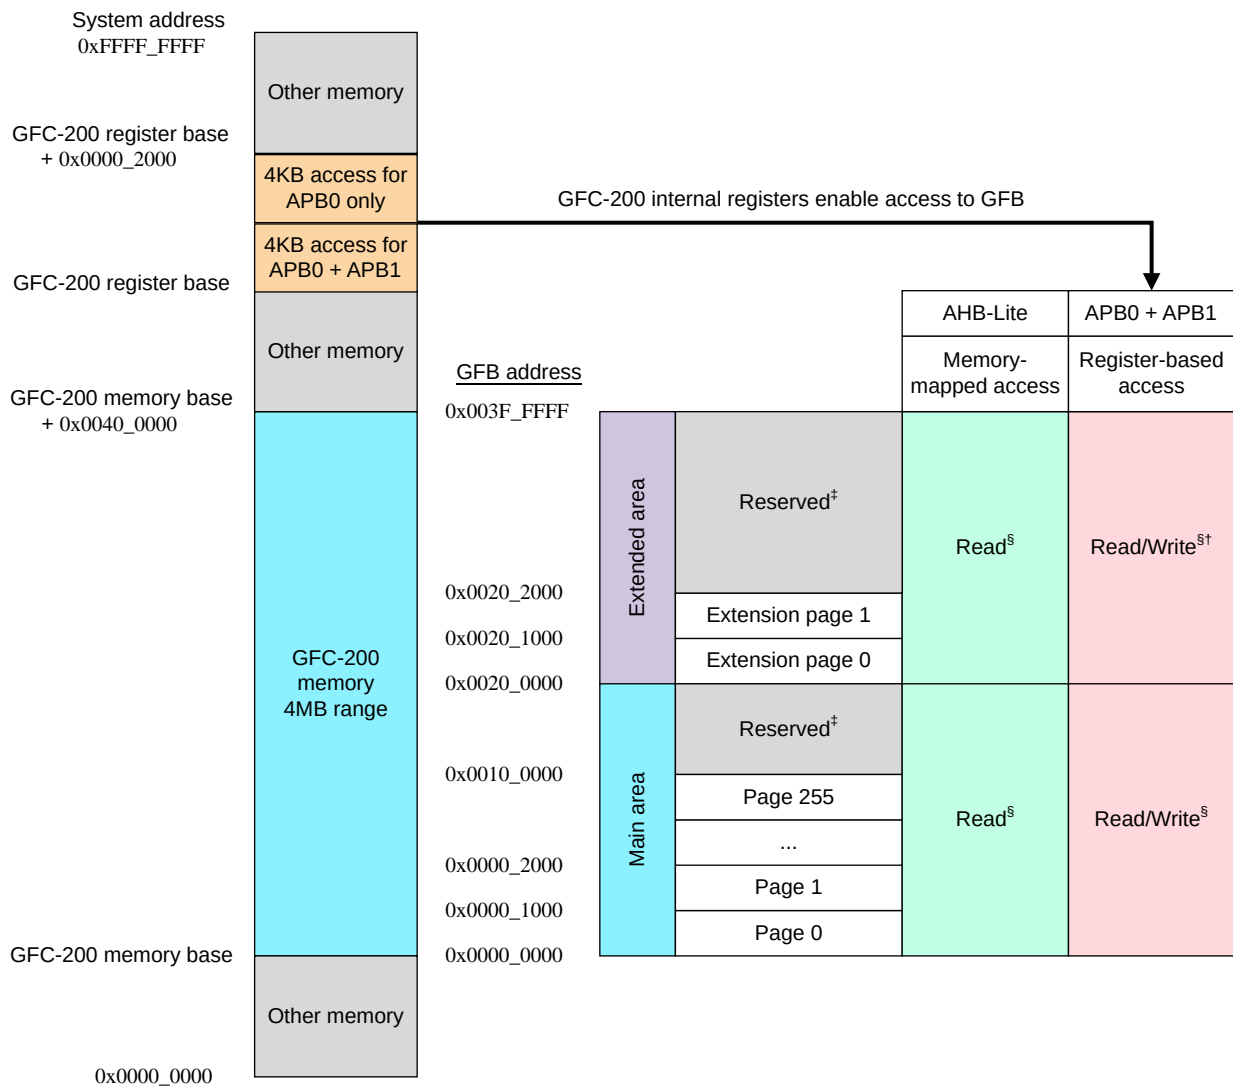 System address
0xFFFF_FFFF
Other memory
GFC-200 register base
+ 0x0000_2000
4KB access for
APB0 only
GFC-200 internal registers enable access to GFB
4KB access for
APB0 + APB1
GFC-200 register base
Other memory
GFC-200 memory base
+ 0x0040_0000
GFC-200
memory
4MB range
GFC-200 memory base
Other memory
0x0000_0000
AHB-Lite
APB0 + APB1
Memory-
mapped access
Register-based
access
GFB address
0x003F_FFFF
0x0020_2000
0x0020_1000
0x0020_0000
0x0010_0000
0x0000_2000
0x0000_1000
0x0000_0000
Extended area
Reserved‡
Extension page 1
Extension page 0
Read§
Read/Write§†
Main area
Reserved‡
Page 255
...
Page 1
Page 0
Read§
Read/Write§